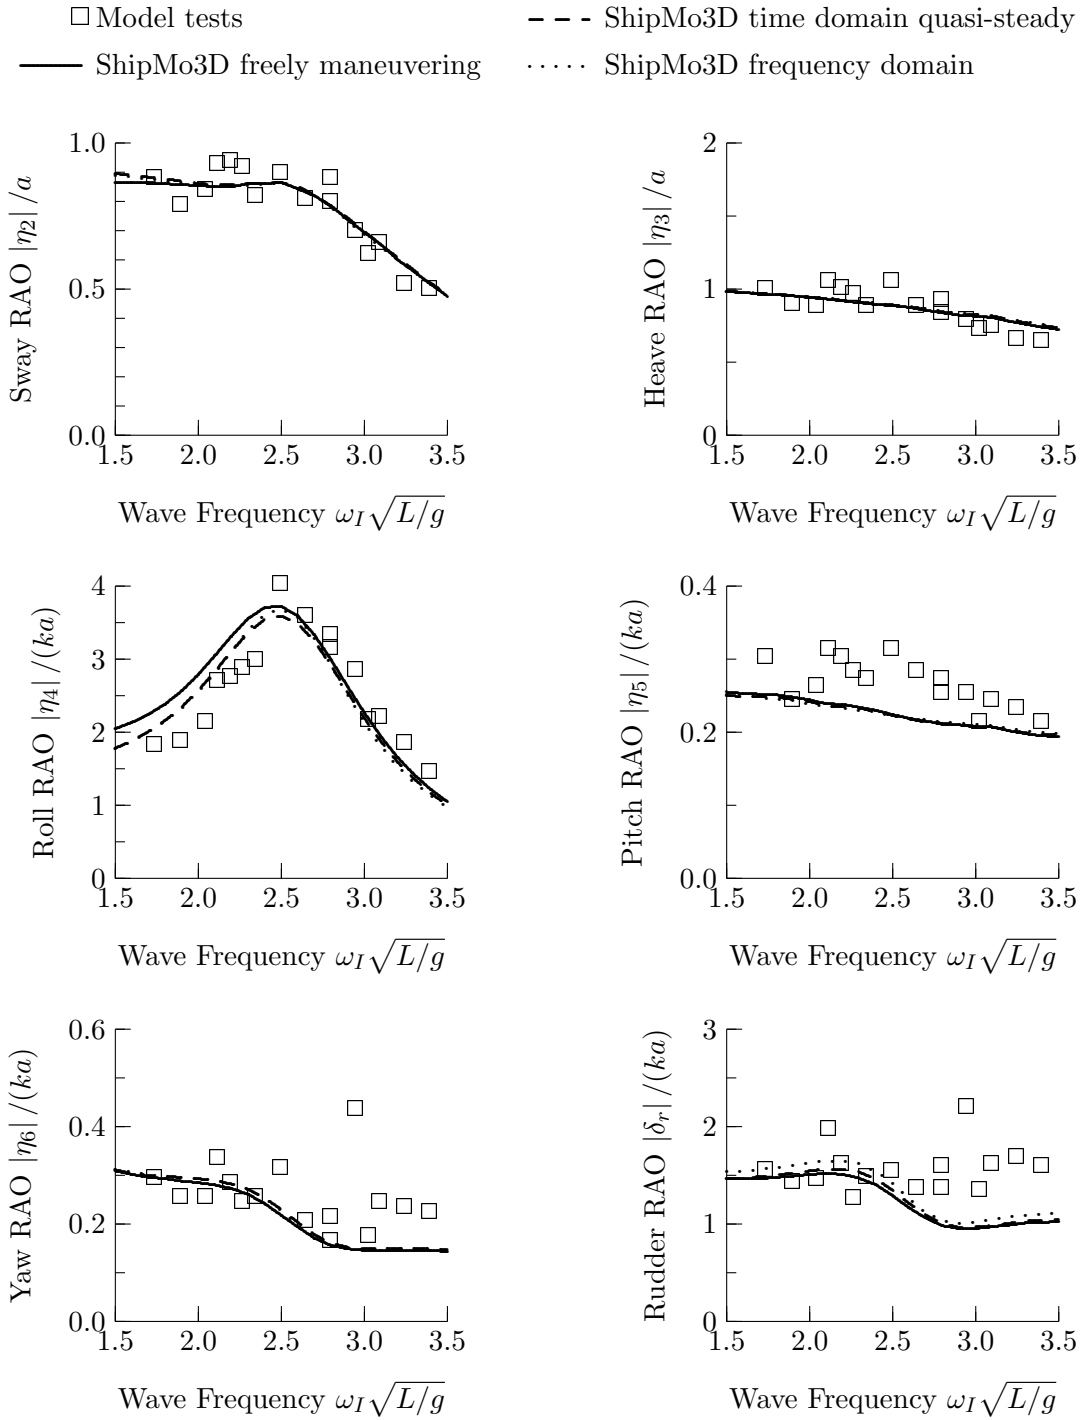 Model tests
ShipMo3D time domain quasi-steady
ShipMo3D freely maneuvering
ShipMo3D frequency domain
Sway RAO |η2|/a
1.0
0.5
0.0
1.5 2.0 2.5 3.0 3.5
Wave Frequency ωI√L/g
Heave RAO |η3|/a
2
1
0
1.5 2.0 2.5 3.0 3.5
Wave Frequency ωI√L/g
Roll RAO |η4|/(ka)
4
3
2
1
0
1.5 2.0 2.5 3.0 3.5
Wave Frequency ωI√L/g
Pitch RAO |η5|/(ka)
0.4
0.2
0.0
1.5 2.0 2.5 3.0 3.5
Wave Frequency ωI√L/g
Yaw RAO |η6|/(ka)
0.6
0.4
0.2
0.0
1.5 2.0 2.5 3.0 3.5
Wave Frequency ωI√L/g
Rudder RAO |δr|/(ka)
3
2
1
0
1.5 2.0 2.5 3.0 3.5
Wave Frequency ωI√L/g